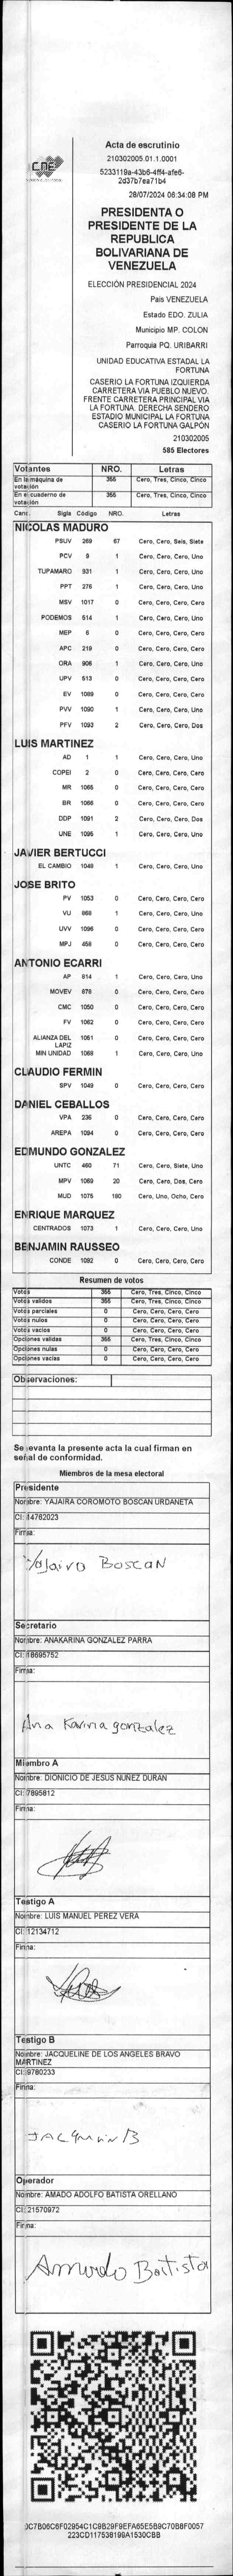 CNE
Acta de escrutinio
210302005.01.1.0001
5233119a-43b6-4ff4-afe6-
2d37b7ea71b4
28/07/2024 06:34:08 PM
PRESIDENTA O
PRESIDENTE DE LA
REPUBLICA
BOLIVARIANA DE
VENEZUELA
ELECCIÓN PRESIDENCIAL 2024
Pais VENEZUELA
Estado EDO. ZULIA
Municipio MP. COLON
Parroquia PQ. URIBARRI
UNIDAD EDUCATIVA ESTADAL LA
FORTUNA
CASERIO LA FORTUNA IZQUIERDA
CARRETERA VIA PUEBLO NUEVO.
FRENTE CARRETERA PRINCIPAL VIA
LA FORTUNA. DERECHA SENDERO
ESTADIO MUNICIPAL LA FORTUNA
CASERIO LA FORTUNA GALPÓN
210302005
585 Electores
Votantes NRO. Letras
En la máquina de votación 355 Cero, Tres, Cinco, Cinco
En el cuaderno de votación 355 Cero, Tres, Cinco, Cinco
Cand. Sigla Código NRO. Letras
NICOLAS MADURO
PSUV 269 67 Cero, Cero, Seis, Siete
PCV 9 1 Cero, Cero, Cero, Uno
TUPAMARO 931 1 Cero, Cero, Cero, Uno
PPT 276 1 Cero, Cero, Cero, Uno
MSV 1017 0 Cero, Cero, Cero, Cero
PODEMOS 514 1 Cero, Cero, Cero, Uno
MEP 6 0 Cero, Cero, Cero, Cero
APC 219 0 Cero, Cero, Cero, Cero
ORA 906 1 Cero, Cero, Cero, Uno
UPV 513 0 Cero, Cero, Cero, Cero
EV 1089 0 Cero, Cero, Cero, Cero
PVV 1090 1 Cero, Cero, Cero, Uno
PFV 1093 2 Cero, Cero, Cero, Dos
LUIS MARTINEZ
AD 1 1 Cero, Cero, Cero, Uno
COPEI 2 0 Cero, Cero, Cero, Cero
MR 1065 0 Cero, Cero, Cero, Cero
BR 1066 0 Cero, Cero, Cero, Cero
DDP 1091 2 Cero, Cero, Cero, Dos
UNE 1095 1 Cero, Cero, Cero, Uno
JAVIER BERTUCCI
EL CAMBIO 1048 1 Cero, Cero, Cero, Uno
JOSE BRITO
PV 1053 0 Cero, Cero, Cero, Cero
VU 868 1 Cero, Cero, Cero, Uno
UVV 1096 0 Cero, Cero, Cero, Cero
MPJ 458 0 Cero, Cero, Cero, Cero
ANTONIO ECARRI
AP 814 1 Cero, Cero, Cero, Uno
MOVEV 878 0 Cero, Cero, Cero, Cero
CMC 1050 0 Cero, Cero, Cero, Cero
FV 1062 0 Cero, Cero, Cero, Cero
ALIANZA DEL LAPIZ 1051 0 Cero, Cero, Cero, Cero
MIN UNIDAD 1068 1 Cero, Cero, Cero, Uno
CLAUDIO FERMIN
SPV 1049 0 Cero, Cero, Cero, Cero
DANIEL CEBALLOS
VPA 236 0 Cero, Cero, Cero, Cero
AREPA 1094 0 Cero, Cero, Cero, Cero
EDMUNDO GONZALEZ
UNTC 460 71 Cero, Cero, Siete, Uno
MPV 1069 20 Cero, Cero, Dos, Cero
MUD 1075 180 Cero, Uno, Ocho, Cero
ENRIQUE MARQUEZ
CENTRADOS 1073 1 Cero, Cero, Cero, Uno
BENJAMIN RAUSSEO
CONDE 1092 0 Cero, Cero, Cero, Cero
Resumen de votos
Votos 355 Cero, Tres, Cinco, Cinco
Votos validos 355 Cero, Tres, Cinco, Cinco
Votos parciales 0 Cero, Cero, Cero, Cero
Votos nulos 0 Cero, Cero, Cero, Cero
Votos vacios 0 Cero, Cero, Cero, Cero
Opciones validas 355 Cero, Tres, Cinco, Cinco
Opciones nulas 0 Cero, Cero, Cero, Cero
Opciones vacias 0 Cero, Cero, Cero, Cero
Observaciones:
Se levanta la presente acta la cual firman en
señal de conformidad.
Miembros de la mesa electoral
Presidente
Nombre: YAJAIRA COROMOTO BOSCAN URDANETA
CI: 14762023
Firma:
Yajaira BOSCAN
Secretario
Nombre: ANAKARINA GONZALEZ PARRA
CI: 18695752
Firma:
Ana Karina gonzalez
Miembro A
Nombre: DIONICIO DE JESUS NUÑEZ DURAN
CI: 7895812
Firma:
Testigo A
Nombre: LUIS MANUEL PEREZ VERA
CI: 12134712
Firma:
Testigo B
Nombre: JACQUELINE DE LOS ANGELES BRAVO
MARTINEZ
CI: 9780233
Firma:
Operador
Nombre: AMADO ADOLFO BATISTA ORELLANO
CI: 21570972
Firma:
Amado Batista
0C7B06C6F02954C1C9B29F9EFA65E5B9C70B8F0057
223CD117538199A1530CBB